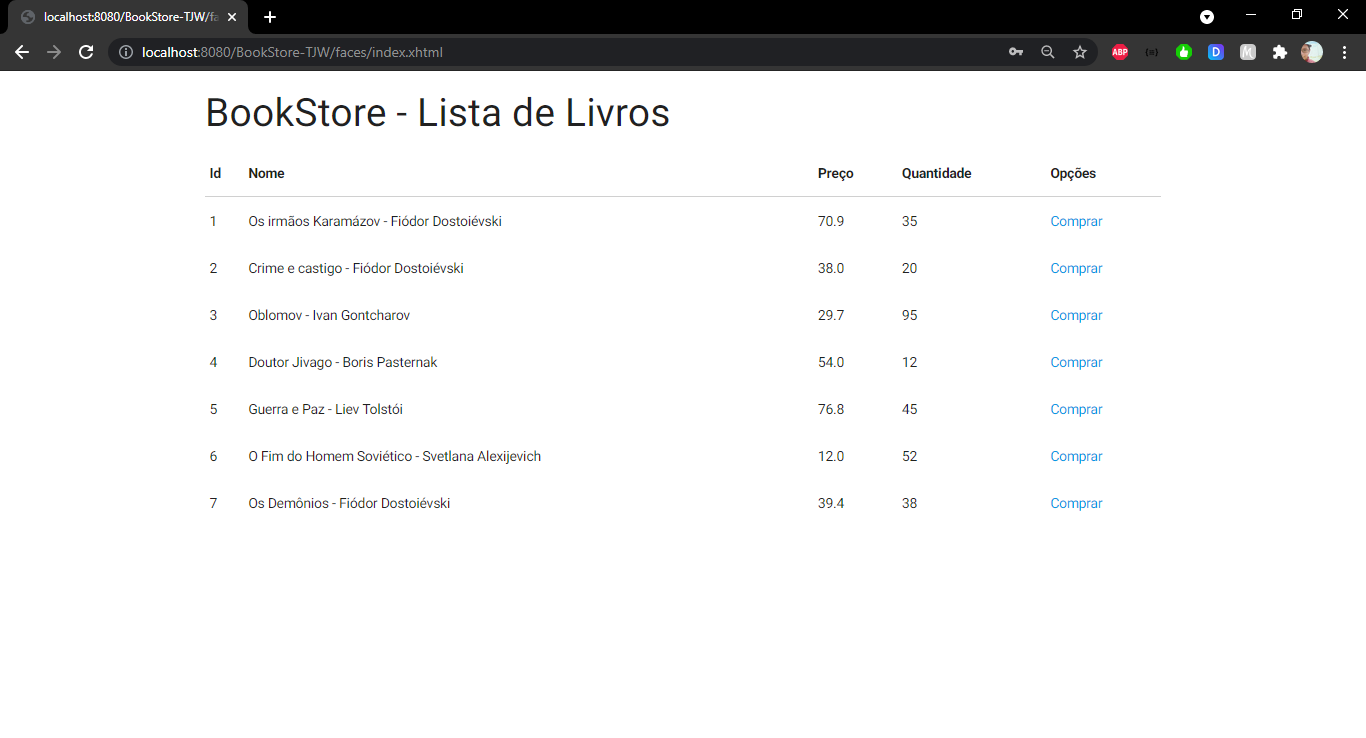 localhost:8080/BookStore-TJW/fa
localhost:8080/BookStore-TJW/faces/index.xhtml
ABP
D
M
BookStore - Lista de Livros
Id Nome Preço Quantidade Opções
1 Os irmãos Karamázov - Fiódor Dostoiévski 70.9 35 Comprar
2 Crime e castigo - Fiódor Dostoiévski 38.0 20 Comprar
3 Oblomov - Ivan Gontcharov 29.7 95 Comprar
4 Doutor Jivago - Boris Pasternak 54.0 12 Comprar
5 Guerra e Paz - Liev Tolstói 76.8 45 Comprar
6 O Fim do Homem Soviético - Svetlana Alexijevich 12.0 52 Comprar
7 Os Demônios - Fiódor Dostoiévski 39.4 38 Comprar